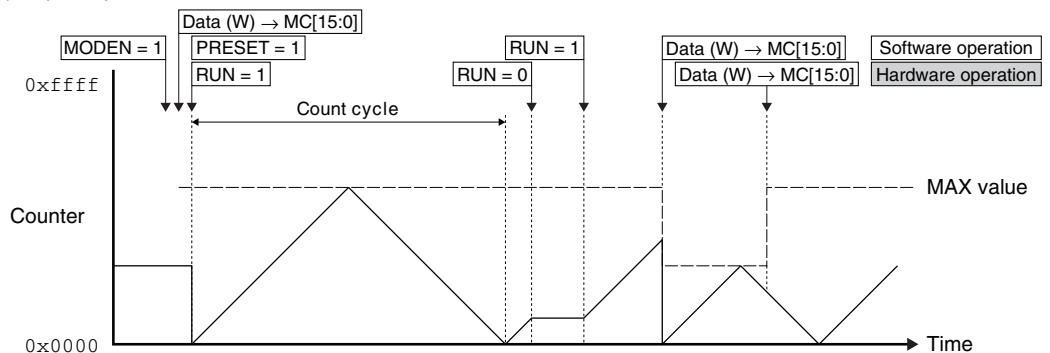 Data (W) → MC[15:0]
MODEN = 1
PRESET = 1
RUN = 1
RUN = 1
RUN = 0
Data (W) → MC[15:0]
Data (W) → MC[15:0]
Software operation
Hardware operation
0xffff
Count cycle
MAX value
Counter
0x0000
Time